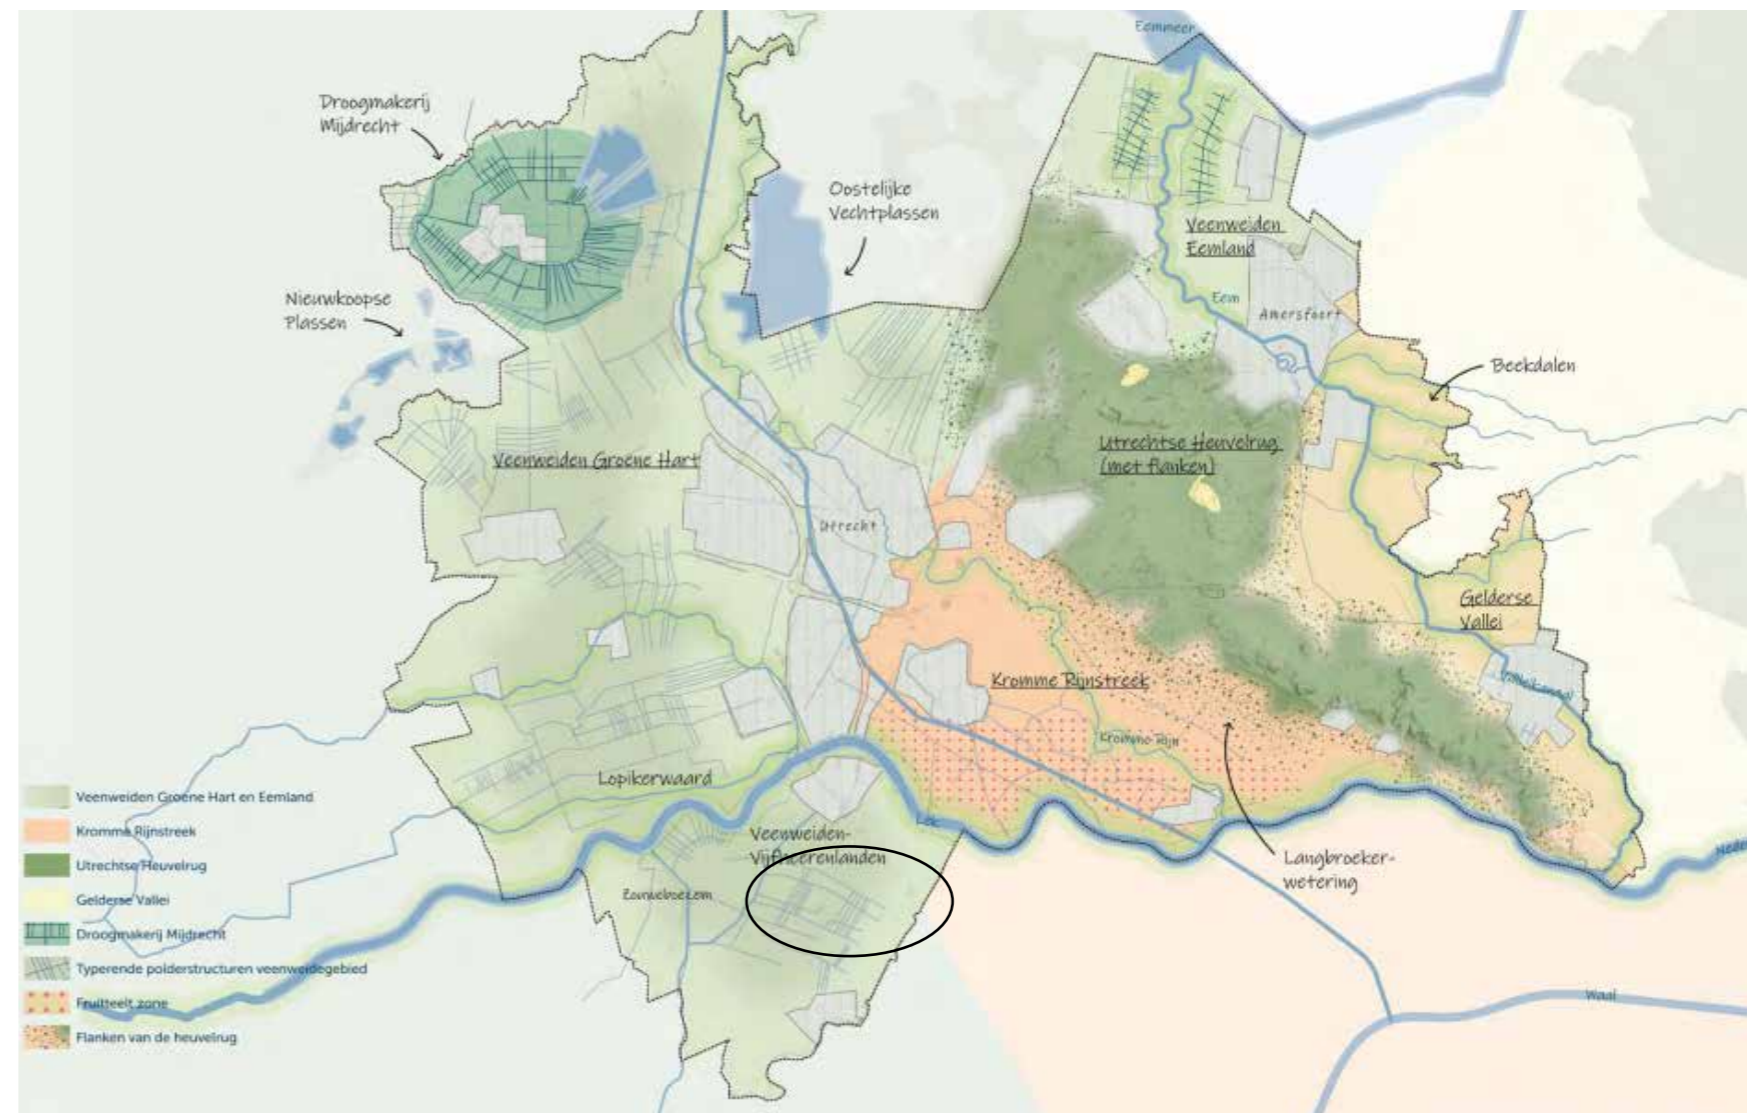 Eemmeer
Droogmakerij
Mijdrecht
Oostelijke
Vechtplassen
Veenweiden
Eemland
Nieuwkoopse
Plassen
Eem
Amersfoort
Beekdalen
Utrechtse Heuvelrug
(met flanken)
Veenweiden Groene Hart
Utrecht
Gelderse
Vallei
Kromme Rijnstreek
Valleikanaal
Kromme Rijn
Lopikerwaard
Lek
Veenweiden-
Vijfheerenlanden
Zouweboezem
Langbroeker-
wetering
Waal
Veenweiden Groene Hart en Eemland
Kromme Rijnstreek
Utrechtse Heuvelrug
Gelderse Vallei
Droogmakerij Mijdrecht
Typerende polderstructuren veenweidegebied
Fruitteelt zone
Flanken van de heuvelrug